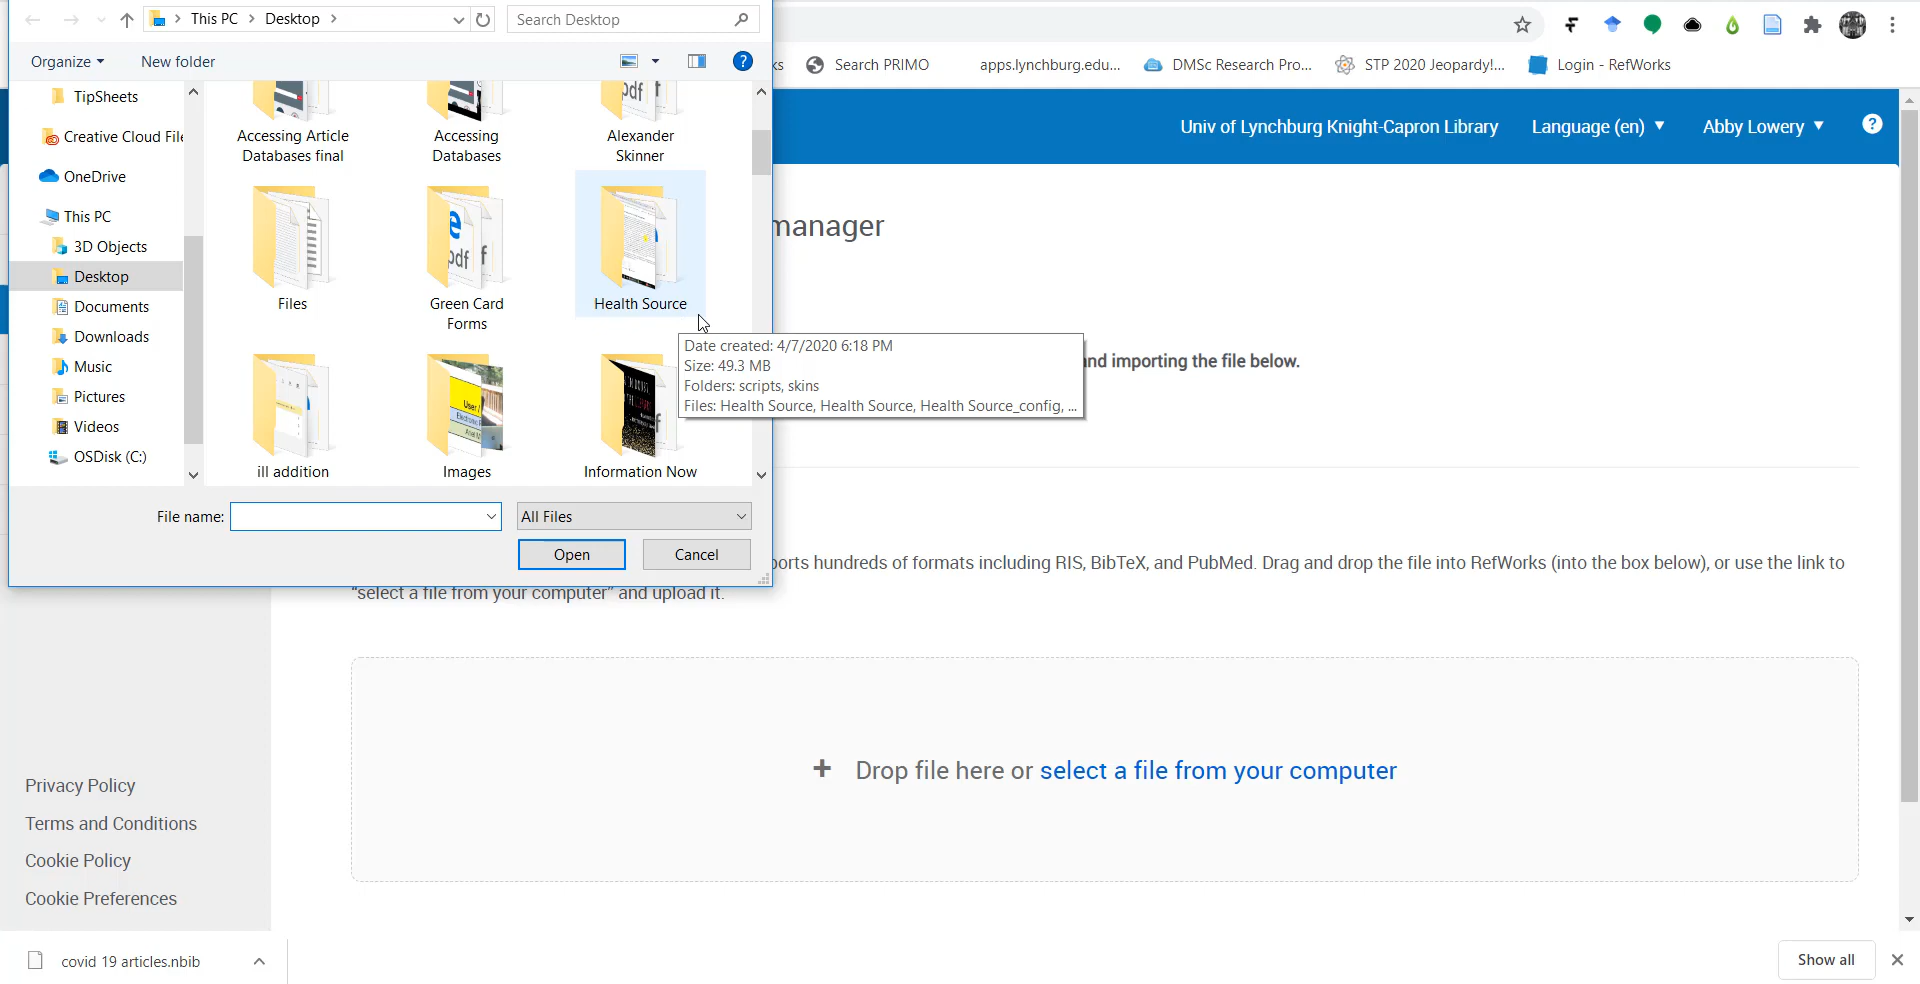 This PC
Desktop
Search Desktop
Organize
New folder
Search PRIMO
apps.lynchburg.edu...
DMSc Research Pro...
STP 2020 Jeopardy!...
Login - RefWorks
TipSheets
Creative Cloud File
OneDrive
This PC
3D Objects
Desktop
Documents
Downloads
Music
Pictures
Videos
OSDisk (C:)
Accessing Article
Databases final
Accessing
Databases
Alexander
Skinner
Files
Green Card
Forms
Health Source
ill addition
Images
Information Now
Date created: 4/7/2020 6:18 PM
Size: 49.3 MB
Folders: scripts, skins
Files: Health Source, Health Source, Health Source_config, ...
File name:
All Files
Open
Cancel
Univ of Lynchburg Knight-Capron Library
Language (en)
Abby Lowery
manager
and importing the file below.
ports hundreds of formats including RIS, BibTeX, and PubMed. Drag and drop the file into RefWorks (into the box below), or use the link to
“select a file from your computer” and upload it.
+ Drop file here or select a file from your computer
Privacy Policy
Terms and Conditions
Cookie Policy
Cookie Preferences
covid 19 articles.nbib
Show all